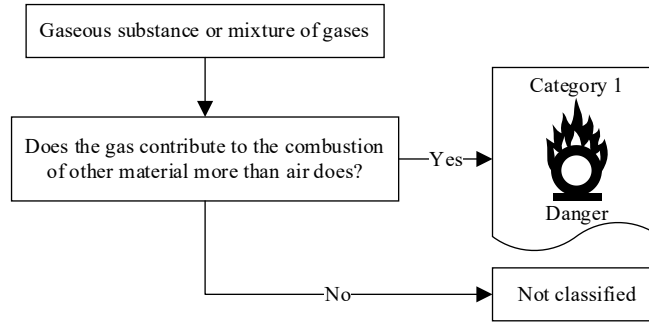 Gaseous substance or mixture of gases
Category 1
Does the gas contribute to the combustion
of other material more than air does?
Yes
Danger
No
Not classified